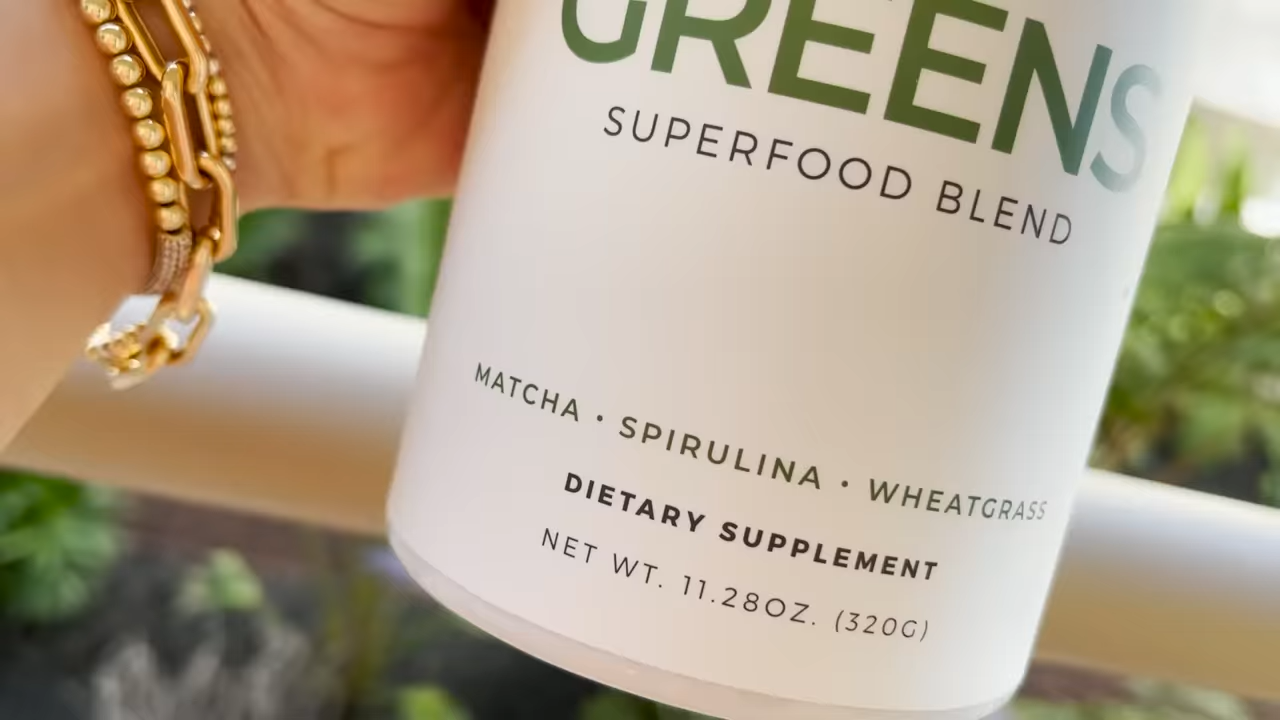 GREENS
SUPERFOOD BLEND
MATCHA • SPIRULINA • WHEATGRASS
DIETARY SUPPLEMENT
NET WT. 11.28OZ. (320G)